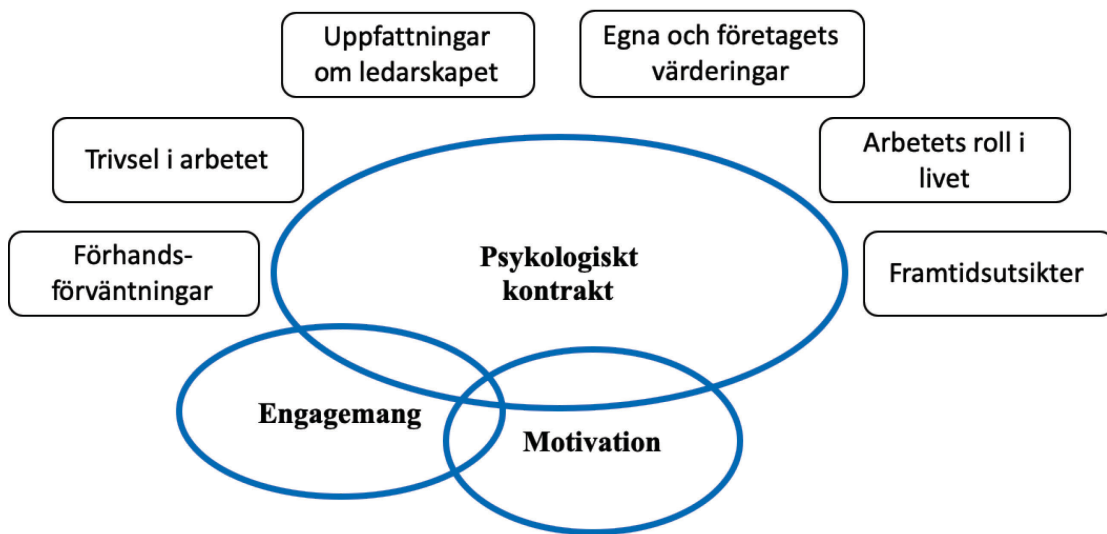 Uppfattningar
om ledarskapet
Egna och företagets
värderingar
Trivsel i arbetet
Arbetets roll i
livet
Förhands-
förväntningar
Psykologiskt
kontrakt
Framtidsutsikter
Engagemang
Motivation